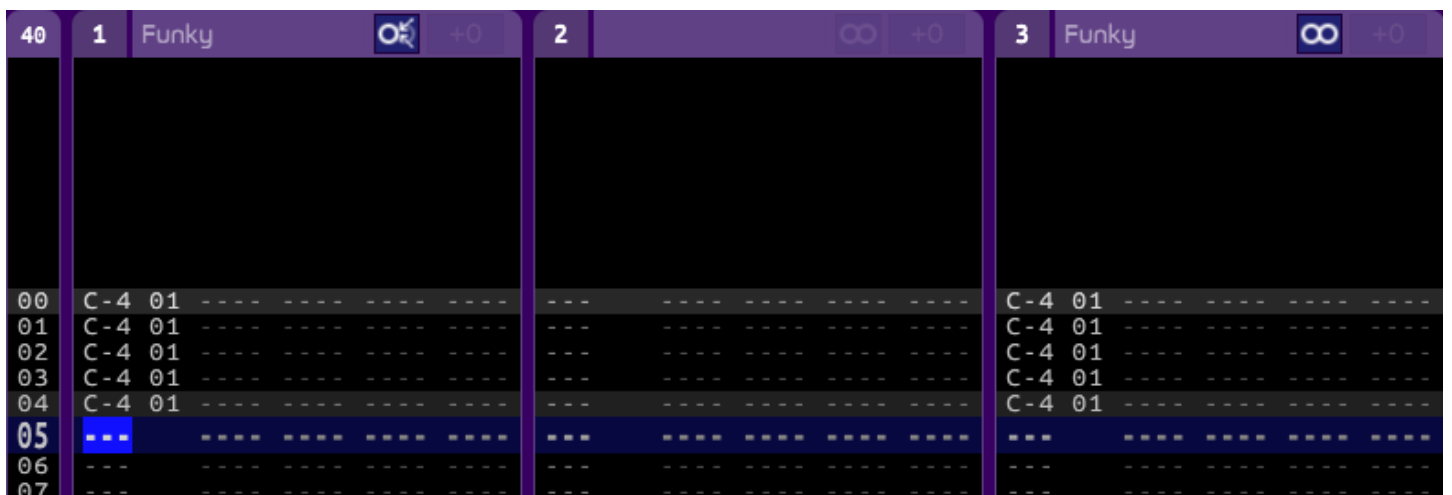 40 1 Funky +0 2 +0 3 Funky +0
00 C-4 01 ---- ---- ---- ---- --- ---- ---- ---- ---- C-4 01 ---- ---- ---- ----
01 C-4 01 ---- ---- ---- ---- --- ---- ---- ---- ---- C-4 01 ---- ---- ---- ----
02 C-4 01 ---- ---- ---- ---- --- ---- ---- ---- ---- C-4 01 ---- ---- ---- ----
03 C-4 01 ---- ---- ---- ---- --- ---- ---- ---- ---- C-4 01 ---- ---- ---- ----
04 C-4 01 ---- ---- ---- ---- --- ---- ---- ---- ---- C-4 01 ---- ---- ---- ----
05 --- ---- ---- ---- ---- --- ---- ---- ---- ---- --- ---- ---- ---- ----
06 --- ---- ---- ---- ---- --- ---- ---- ---- ---- --- ---- ---- ---- ----
07 --- ---- ---- ---- ---- --- ---- ---- ---- ---- --- ---- ---- ---- ----